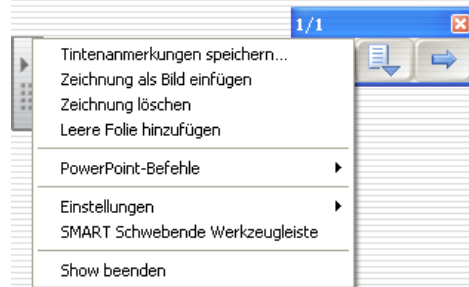 1/1
Tintenanmerkungen speichern...
Zeichnung als Bild einfügen
Zeichnung löschen
Leere Folie hinzufügen
PowerPoint-Befehle
Einstellungen
SMART Schwebende Werkzeugleiste
Show beenden